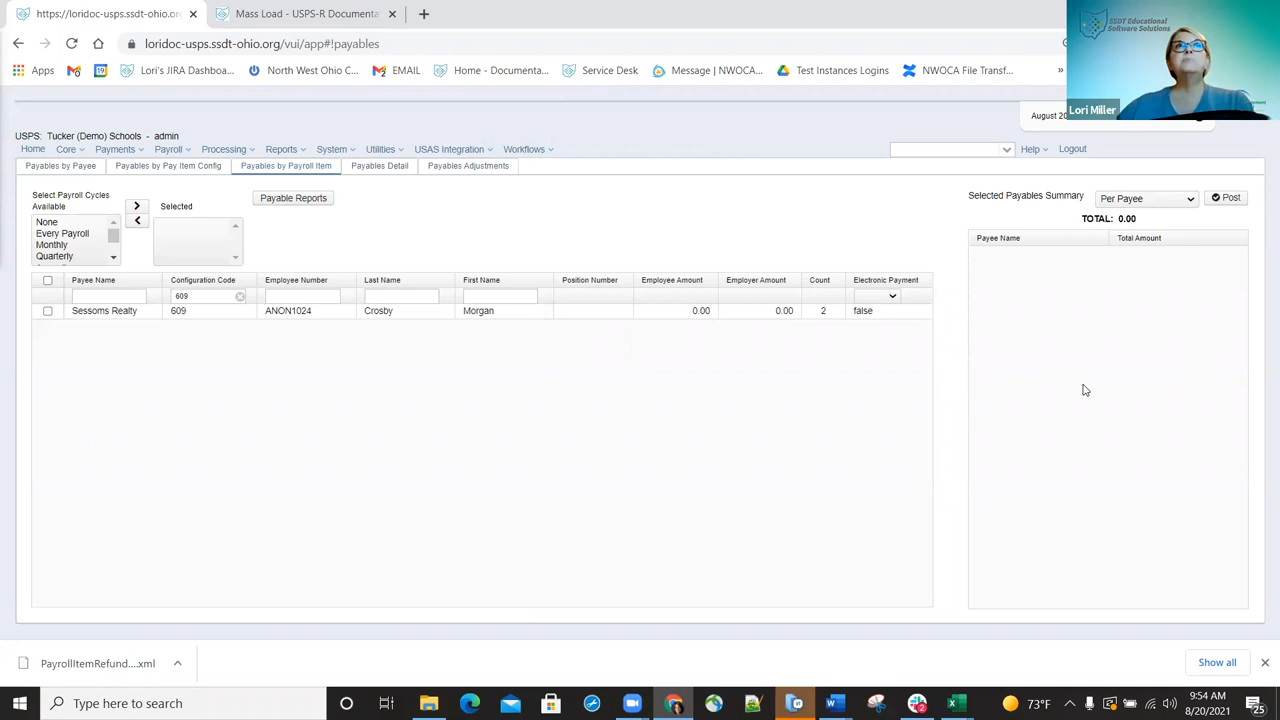 https://loridoc-usps.ssdt-ohio.org/
Mass Load - USPS-R Documenta
loridoc-usps.ssdt-ohio.org/vui/app#!payables
Apps
Lori's JIRA Dashboa...
North West Ohio C...
EMAIL
Home - Documenta...
Service Desk
Message | NWOCA...
Test Instances Logins
NWOCA File Transf...
»
SSDT Educational
Software Solutions
Lori Miller
USPS: Tucker (Demo) Schools - admin
August 20
Home Core Payments Payroll Processing Reports System Utilities USAS Integration Workflows Help Logout
Payables by Payee Payables by Pay Item Config Payables by Payroll Item Payables Detail Payables Adjustments
Select Payroll Cycles
Available Selected
None
Every Payroll
Monthly
Quarterly
Payable Reports
Selected Payables Summary Per Payee Post
TOTAL: 0.00
Payee Name Total Amount
Payee Name Configuration Code Employee Number Last Name First Name Position Number Employee Amount Employer Amount Count Electronic Payment
609
Sessoms Realty 609 ANON1024 Crosby Morgan 0.00 0.00 2 false
PayrollItemRefund....xml
Show all
Type here to search
73°F
9:54 AM
8/20/2021
25